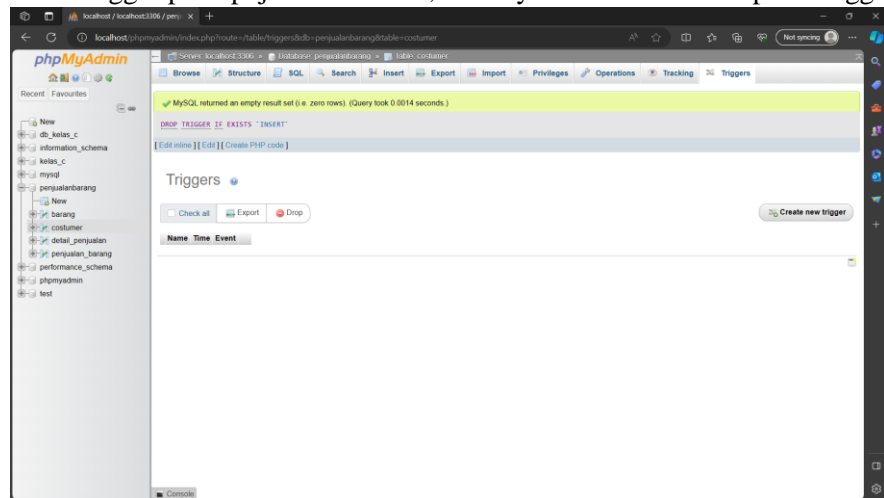 localhost / localhost:3306 / penj
localhost/phpmyadmin/index.php?route=/table/triggers&db=penjualanbarang&table=costumer
Not syncing
phpMyAdmin
Recent Favourites
New
db_kelas_c
information_schema
kelas_c
mysql
penjualanbarang
New
barang
costumer
detail_penjualan
penjualan_barang
performance_schema
phpmyadmin
test
Server: localhost:3306 » Database: penjualanbarang » Table: costumer
Browse Structure SQL Search Insert Export Import Privileges Operations Tracking Triggers
MySQL returned an empty result set (i.e. zero rows). (Query took 0.0014 seconds.)
DROP TRIGGER IF EXISTS `INSERT`
[ Edit inline ] [ Edit ] [ Create PHP code ]
Triggers
Check all Export Drop
Create new trigger
Name Time Event
Console